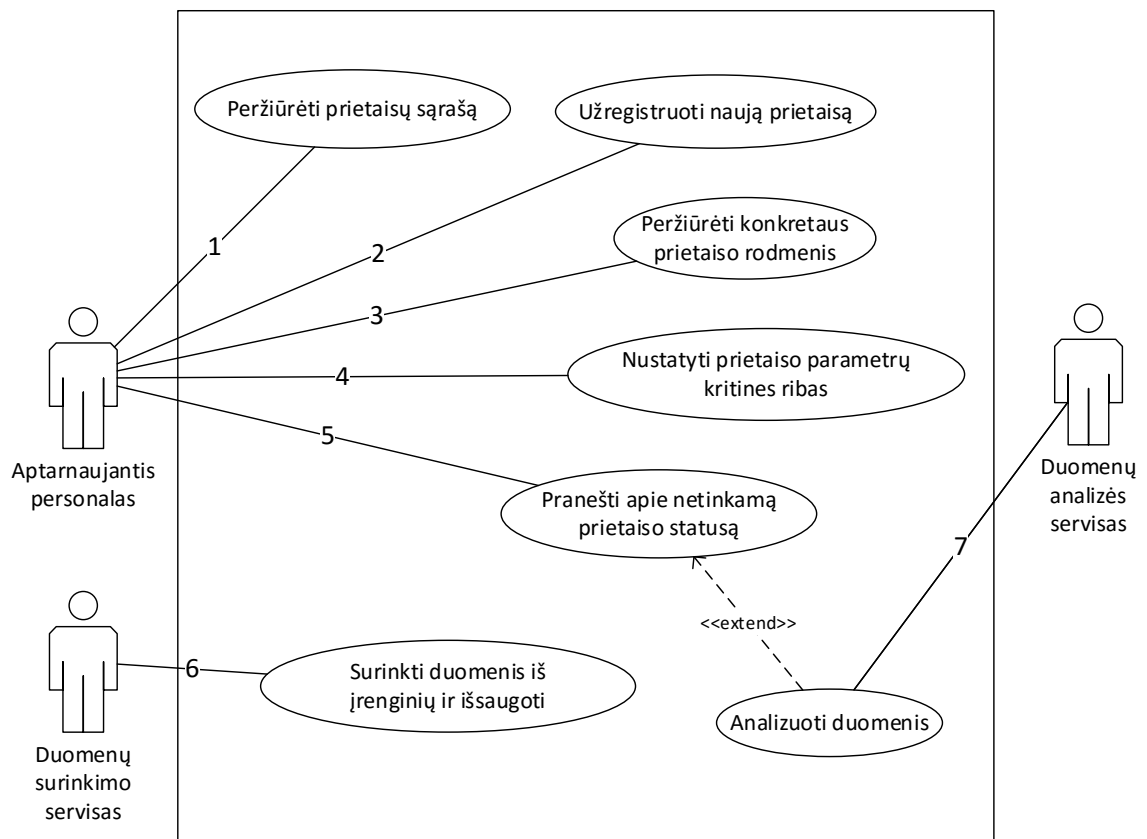 Peržiūrėti prietaisų sąrašą
Užregistruoti naują prietaisą
Peržiūrėti konkretaus
prietaiso rodmenis
1
2
3
Nustatyti prietaiso parametrų
kritines ribas
4
5
Aptarnaujantis
personalas
Duomenų
analizės
servisas
Pranešti apie netinkamą
prietaiso statusą
7
<<extend>>
6
Surinkti duomenis iš
įrenginių ir išsaugoti
Analizuoti duomenis
Duomenų
surinkimo
servisas